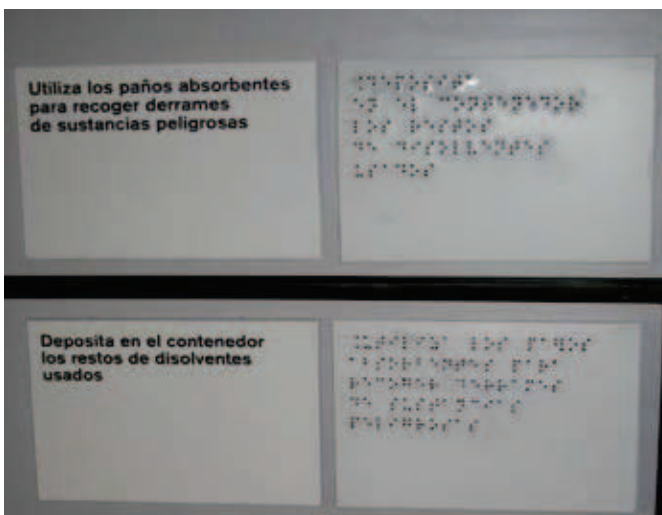 Utiliza los paños absorbentes
para recoger derrames
de sustancias peligrosas
⠨⠙⠑⠏⠕⠎⠊⠞⠁
⠑⠝ ⠑⠇ ⠉⠕⠝⠞⠑⠝⠑⠙⠕⠗
⠇⠕⠎ ⠗⠑⠎⠞⠕⠎
⠙⠑ ⠙⠊⠎⠕⠇⠧⠑⠝⠞⠑⠎
⠥⠎⠁⠙⠕⠎
Deposita en el contenedor
los restos de disolventes
usados
⠨⠥⠞⠊⠇⠊⠵⠁ ⠇⠕⠎ ⠏⠁⠻⠕⠎
⠁⠃⠎⠕⠗⠃⠑⠝⠞⠑⠎ ⠏⠁⠗⠁
⠗⠑⠉⠕⠛⠑⠗ ⠙⠑⠗⠗⠁⠍⠑⠎
⠙⠑ ⠎⠥⠎⠞⠁⠝⠉⠊⠁⠎
⠏⠑⠇⠊⠛⠗⠕⠎⠁⠎